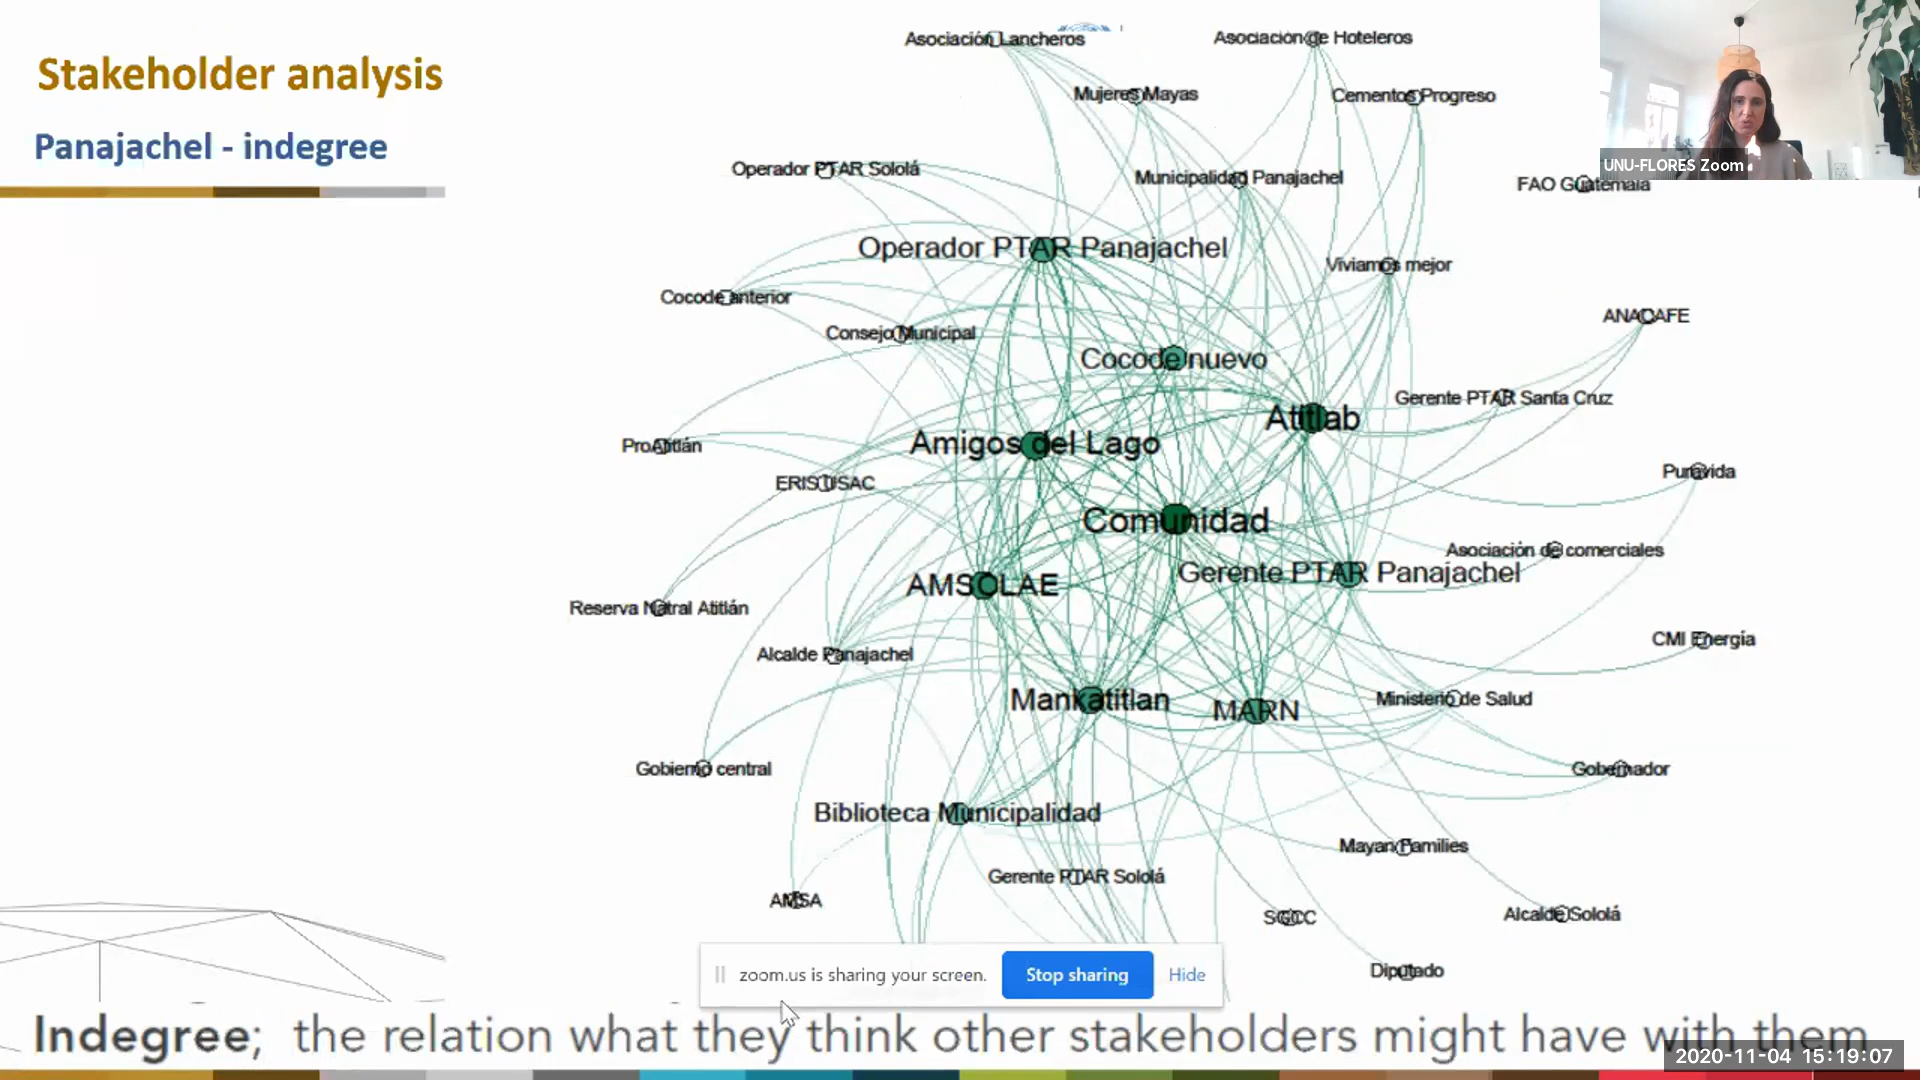 Stakeholder analysis
Panajachel - indegree
Asociación Lancheros
Asociación de Hoteleros
Mujeres Mayas
Cementos Progreso
UNU-FLORES Zoom
Operador PTAR Sololá
Municipalidad Panajachel
FAO Guatemala
Operador PTAR Panajachel
Viviamos mejor
Cocode anterior
Consejo Municipal
ANACAFE
Cocode nuevo
Gerente PTAR Santa Cruz
Atitlab
Amigos del Lago
ProAtitlán
ERIS USAC
Puravida
Comunidad
Asociación de comerciales
Gerente PTAR Panajachel
AMSCLAE
Reserva Natral Atitlán
CMI Energía
Alcalde Panajachel
Mankatitlan
MARN
Ministerio de Salud
Gobierno central
Gobernador
Biblioteca Municipalidad
Mayan Families
Gerente PTAR Sololá
AMSA
SGCC
Alcalde Sololá
Diputado
zoom.us is sharing your screen.
Stop sharing
Hide
Indegree; the relation what they think other stakeholders might have with them
2020-11-04 15:19:07